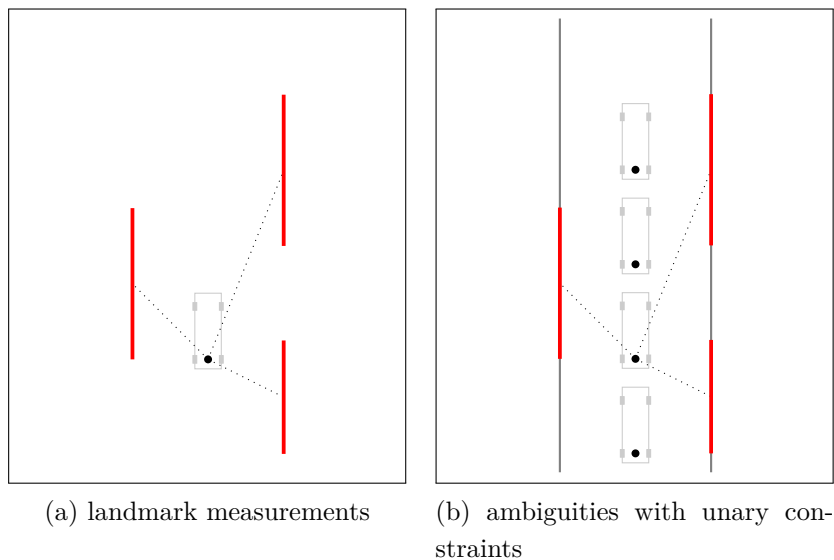 (a) landmark measurements
(b) ambiguities with unary con-
straints